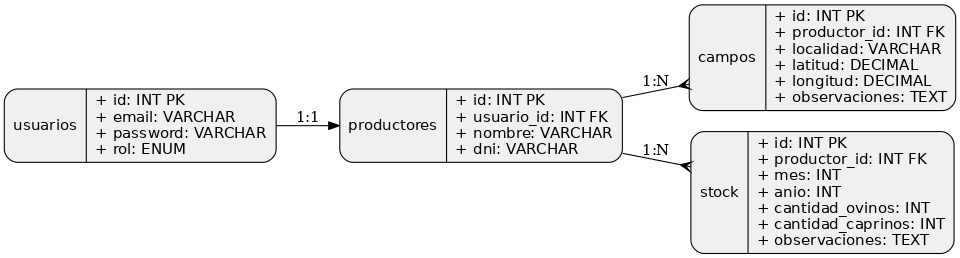 usuarios
+ id: INT PK
+ email: VARCHAR
+ password: VARCHAR
+ rol: ENUM
1:1
productores
+ id: INT PK
+ usuario_id: INT FK
+ nombre: VARCHAR
+ dni: VARCHAR
1:N
campos
+ id: INT PK
+ productor_id: INT FK
+ localidad: VARCHAR
+ latitud: DECIMAL
+ longitud: DECIMAL
+ observaciones: TEXT
1:N
stock
+ id: INT PK
+ productor_id: INT FK
+ mes: INT
+ anio: INT
+ cantidad_ovinos: INT
+ cantidad_caprinos: INT
+ observaciones: TEXT